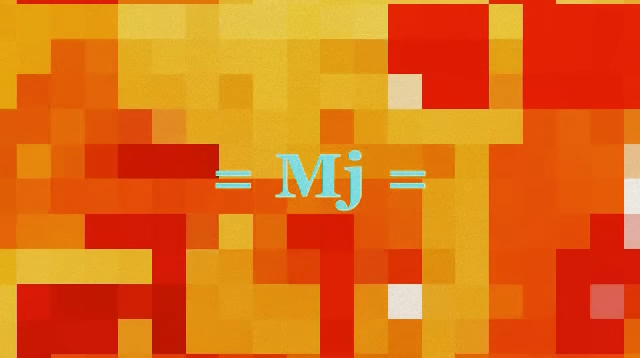 = Mj =